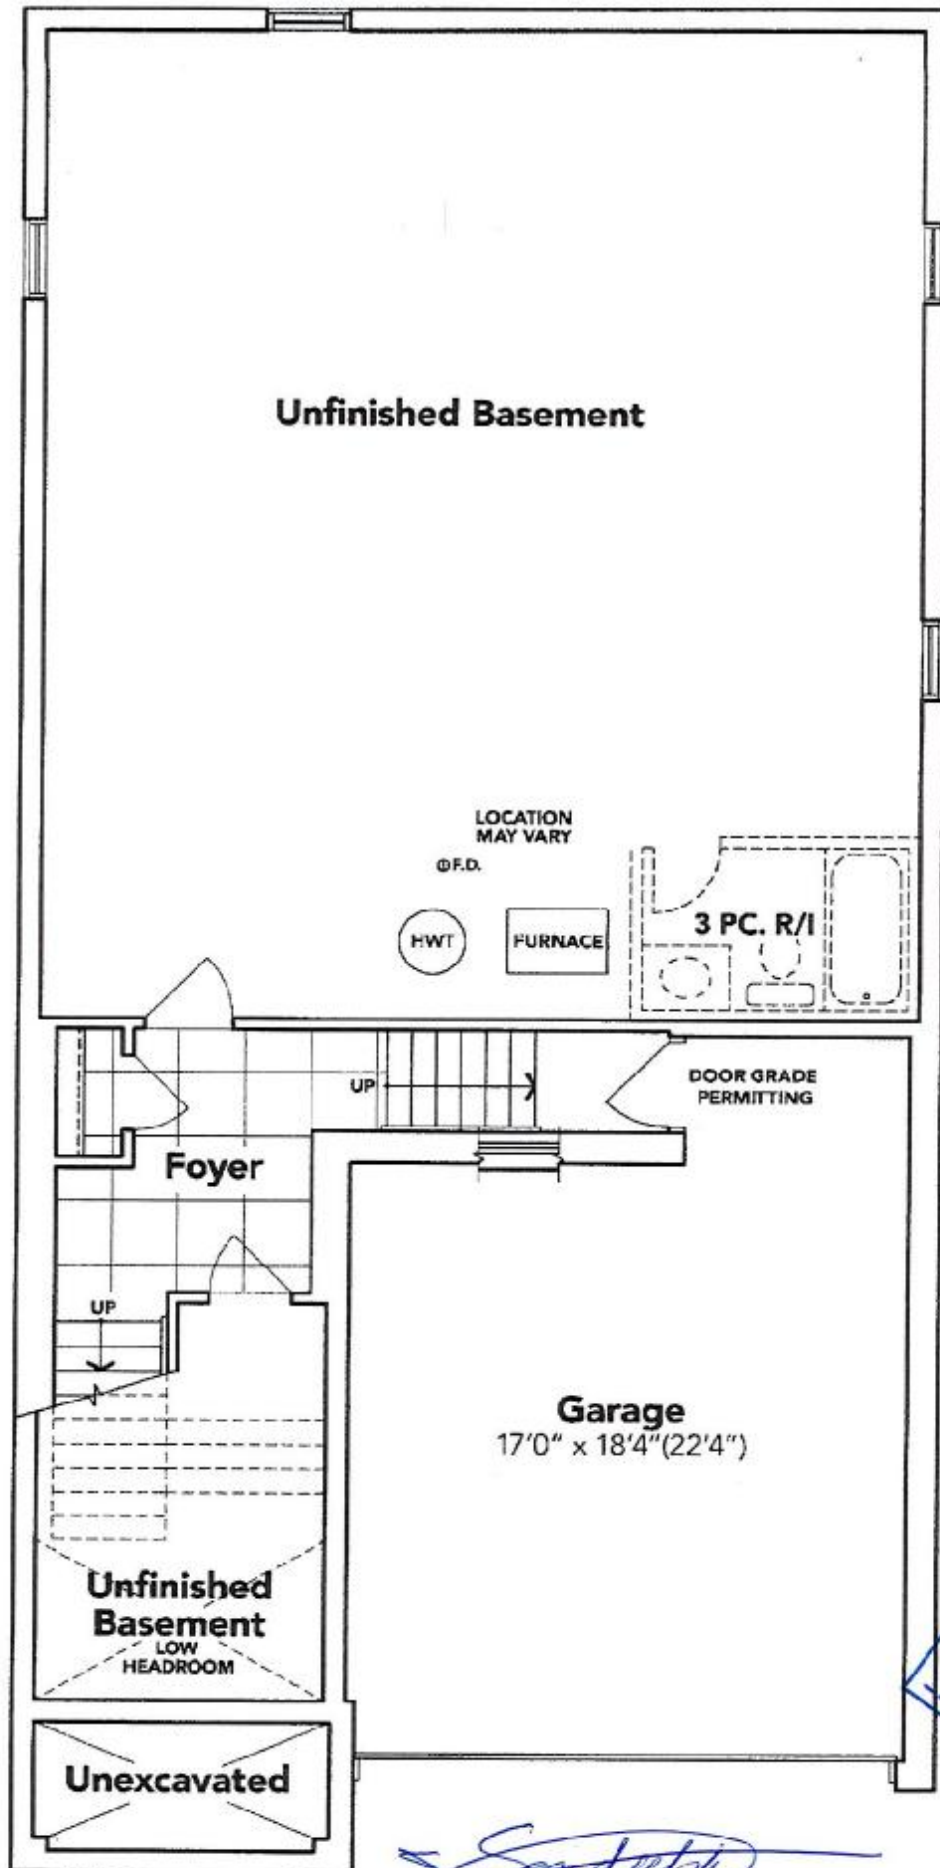 Unfinished Basement
LOCATION
MAY VARY
F.D.
HWT
FURNACE
3 PC. R/I
UP
DOOR GRADE
PERMITTING
Foyer
UP
Garage
17'0" x 18'4"(22'4")
Unfinished
Basement
LOW
HEADROOM
Unexcavated